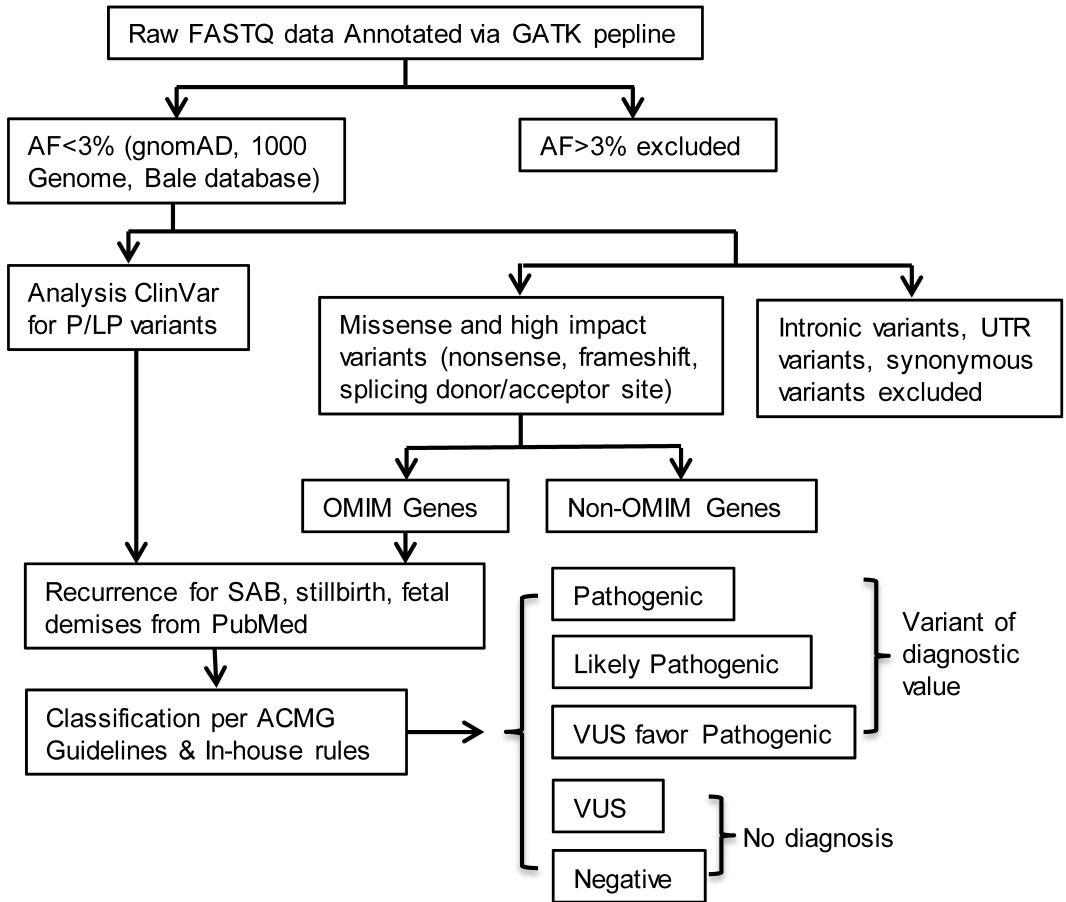 Raw FASTQ data Annotated via GATK pepline
AF<3% (gnomAD, 1000
Genome, Bale database)
AF>3% excluded
Analysis ClinVar
for P/LP variants
Missense and high impact
variants (nonsense, frameshift,
splicing donor/acceptor site)
Intronic variants, UTR
variants, synonymous
variants excluded
OMIM Genes
Non-OMIM Genes
Recurrence for SAB, stillbirth, fetal
demises from PubMed
Classification per ACMG
Guidelines & In-house rules
Pathogenic
Likely Pathogenic
VUS favor Pathogenic
Variant of
diagnostic
value
VUS
Negative
No diagnosis